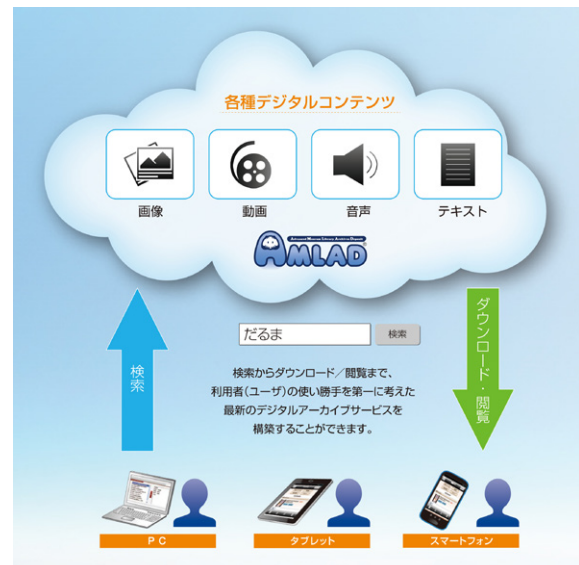 各種デジタルコンテンツ
画像
動画
音声
テキスト
AMLAD
だるま
検索
検索
ダウンロード・閲覧
検索からダウンロード／閲覧まで、
利用者（ユーザ）の使い勝手を第一に考えた
最新のデジタルアーカイブサービスを
構築することができます。
PC
タブレット
スマートフォン